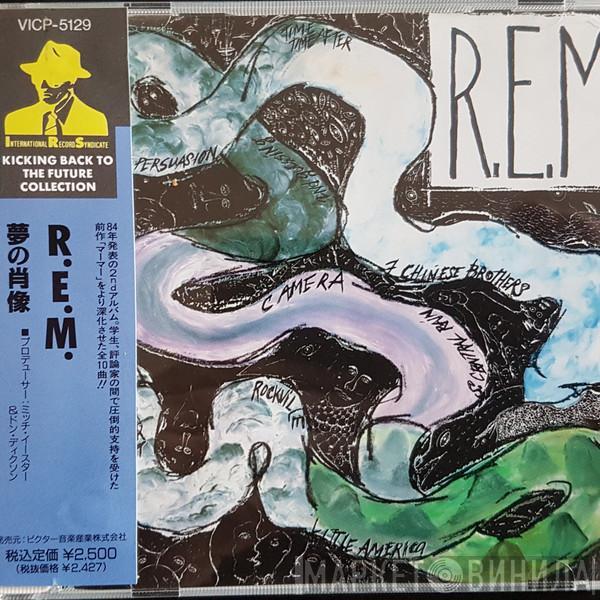 VICP-5129
INTERNATIONAL RECORD SYNDICATE
KICKING BACK TO
THE FUTURE
COLLECTION
R.E.M.
夢の肖像
■プロデューサー：ミッチ・イースター
&ドン・ディクソン
84年発表の2ndアルバム。学生、評論家の間で圧倒的支持を受けた
前作「マーマー」をより深化させた全10曲!!
発売元：ビクター音楽産業株式会社
税込定価 ¥2,500
(税抜価格 ¥2,427)
TIME
TIME AFTER
PERSUASION
R.E.M
7 CHINESE BROTHERS
CAMERA
SO. CENTRAL RAIN
ROCKVILLE
LITTLE AMERICA
МАРКЕТ ВИНИЛА